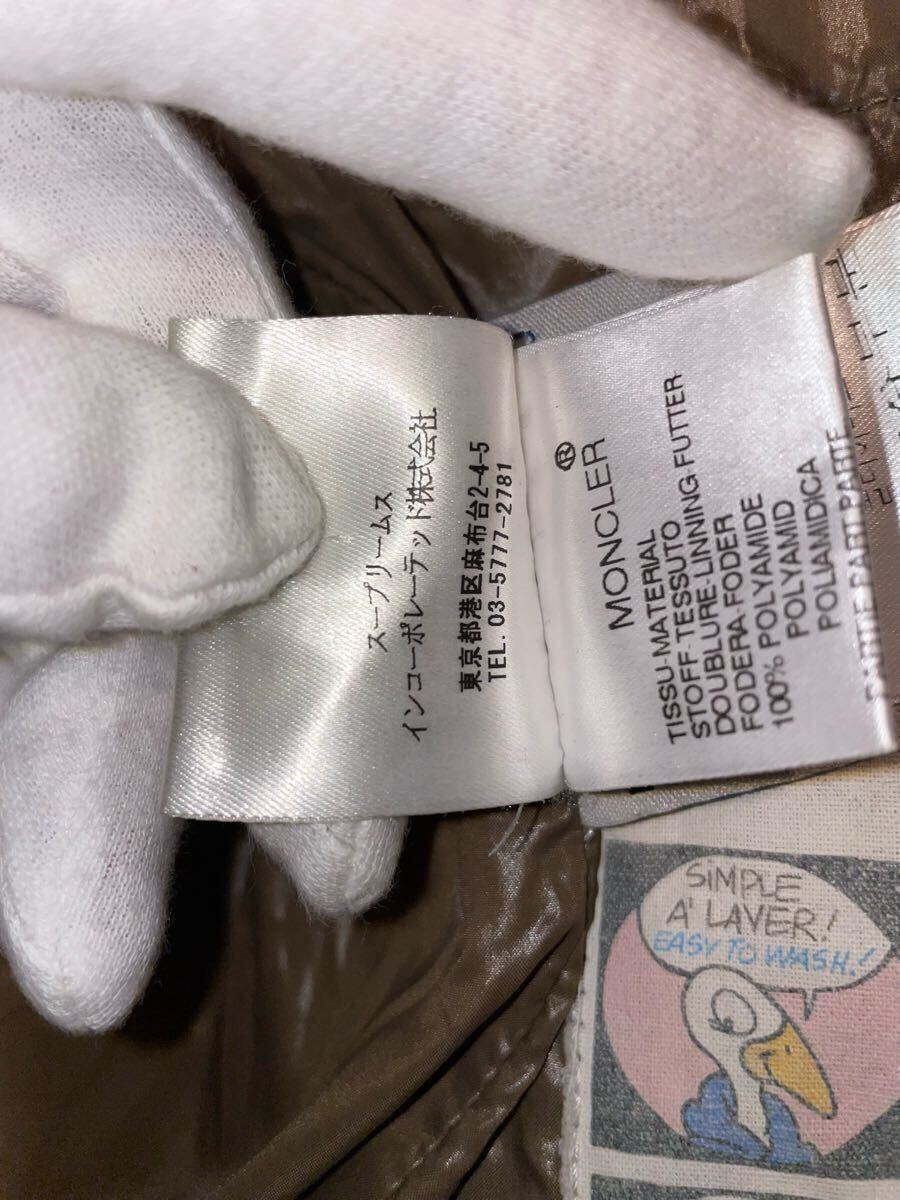 スープリームス
インコーポレーテッド株式会社
東京都港区麻布台2-4-5
TEL. 03-5777-2781
MONCLER®
TISSU·MATERIAL
STOFF·TESSUTO
DOUBLURE·LINNING·FUTTER
FODERA·FODER
100% POLYAMIDE
POLYAMID
POLIAMIDICA
SIMPLE
A' LAVER!
EASY TO WASH!